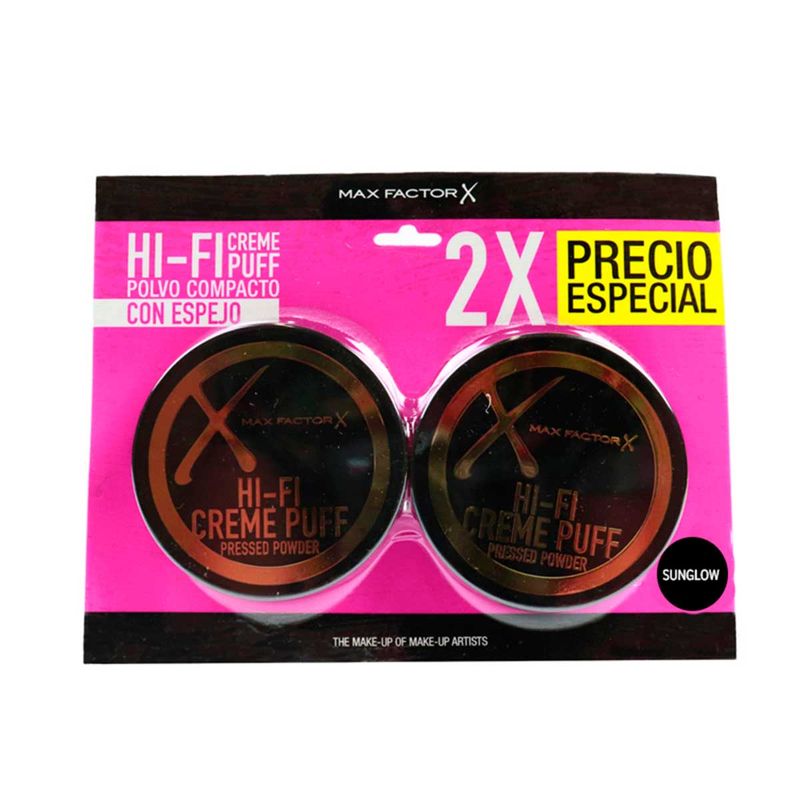 MAX FACTOR X
HI-FI CREME PUFF
POLVO COMPACTO
CON ESPEJO
2X PRECIO ESPECIAL
X
MAX FACTOR X
HI-FI
CREME PUFF
PRESSED POWDER
X
MAX FACTOR X
HI-FI
CREME PUFF
PRESSED POWDER
SUNGLOW
THE MAKE-UP OF MAKE-UP ARTISTS